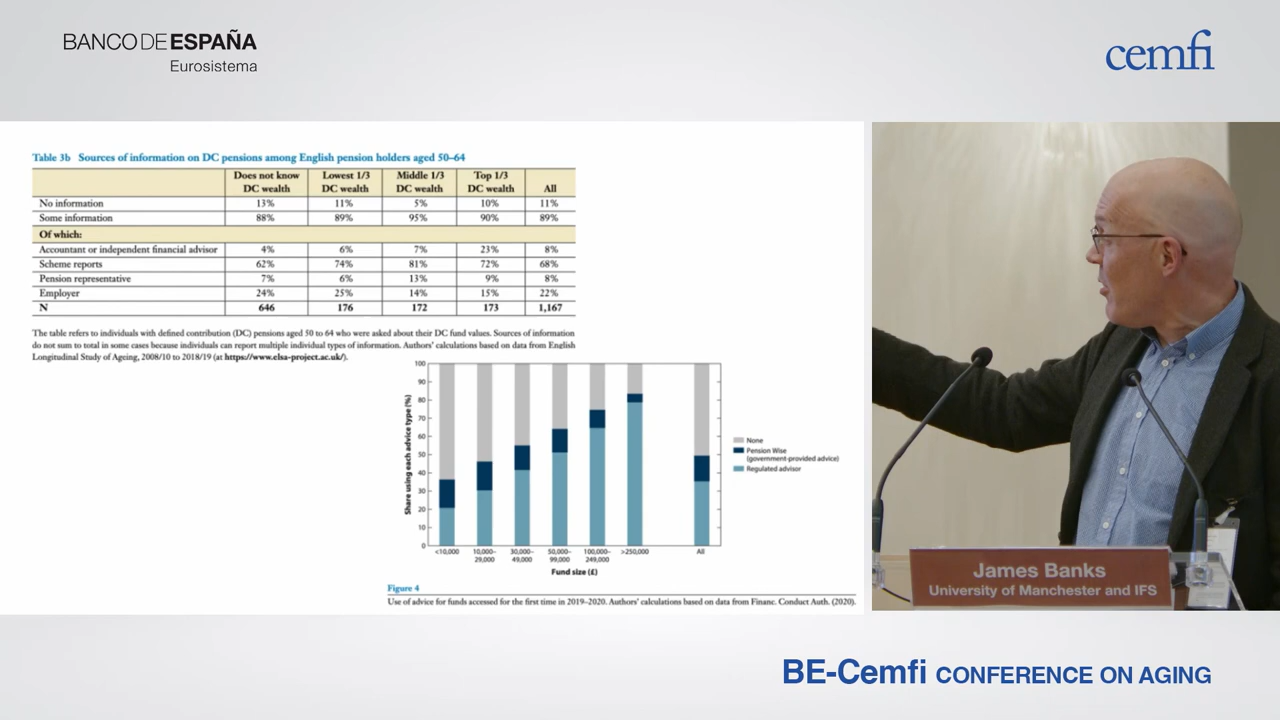 BANCO DE ESPAÑA
Eurosistema
cemfi
Table 3b Sources of information on DC pensions among English pension holders aged 50–64
Does not know DC wealth Lowest 1/3 DC wealth Middle 1/3 DC wealth Top 1/3 DC wealth All
No information 13% 11% 5% 10% 11%
Some information 88% 89% 95% 90% 89%
Of which:
Accountant or independent financial advisor 4% 6% 7% 23% 8%
Scheme reports 62% 74% 81% 72% 68%
Pension representative 7% 6% 13% 9% 8%
Employer 24% 25% 14% 15% 22%
N 646 176 172 173 1,167
The table refers to individuals with defined contribution (DC) pensions aged 50 to 64 who were asked about their DC fund values. Sources of information
do not sum to total in some cases because individuals can report multiple individual types of information. Authors' calculations based on data from English
Longitudinal Study of Ageing, 2008/10 to 2018/19 (at https://www.elsa-project.ac.uk/).
Share using each advice type (%)
100
90
80
70
60
50
40
30
20
10
0
<10,000 10,000–29,000 30,000–49,000 50,000–99,000 100,000–249,000 >250,000 All
Fund size (£)
None
Pension Wise
(government-provided advice)
Regulated advisor
Figure 4
Use of advice for funds accessed for the first time in 2019–2020. Authors' calculations based on data from Financ. Conduct Auth. (2020).
James Banks
University of Manchester and IFS
BE-Cemfi CONFERENCE ON AGING